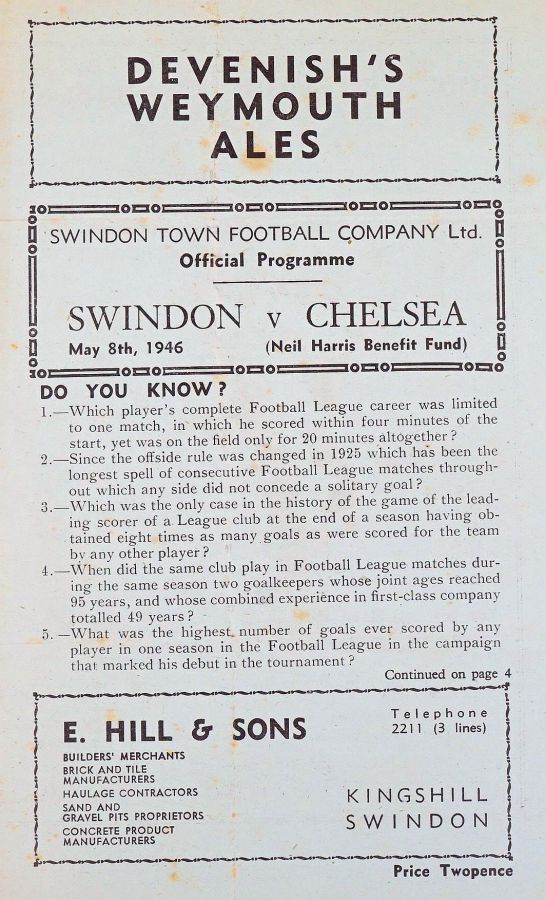 DEVENISH'S
WEYMOUTH
ALES
SWINDON TOWN FOOTBALL COMPANY Ltd.
Official Programme
SWINDON v CHELSEA
May 8th, 1946 (Neil Harris Benefit Fund)
DO YOU KNOW?
1.—Which player's complete Football League career was limited
to one match, in which he scored within four minutes of the
start, yet was on the field only for 20 minutes altogether?
2.—Since the offside rule was changed in 1925 which has been the
longest spell of consecutive Football League matches through-
out which any side did not concede a solitary goal?
3.—Which was the only case in the history of the game of the lead-
ing scorer of a League club at the end of a season having ob-
tained eight times as many goals as were scored for the team
by any other player?
4.—When did the same club play in Football League matches dur-
ing the same season two goalkeepers whose joint ages reached
95 years, and whose combined experience in first-class company
totalled 49 years?
5.—What was the highest number of goals ever scored by any
player in one season in the Football League in the campaign
that marked his debut in the tournament?
Continued on page 4
E. HILL & SONS
BUILDERS' MERCHANTS
BRICK AND TILE
MANUFACTURERS
HAULAGE CONTRACTORS
SAND AND
GRAVEL PITS PROPRIETORS
CONCRETE PRODUCT
MANUFACTURERS
Telephone
2211 (3 lines)
KINGSHILL
SWINDON
Price Twopence